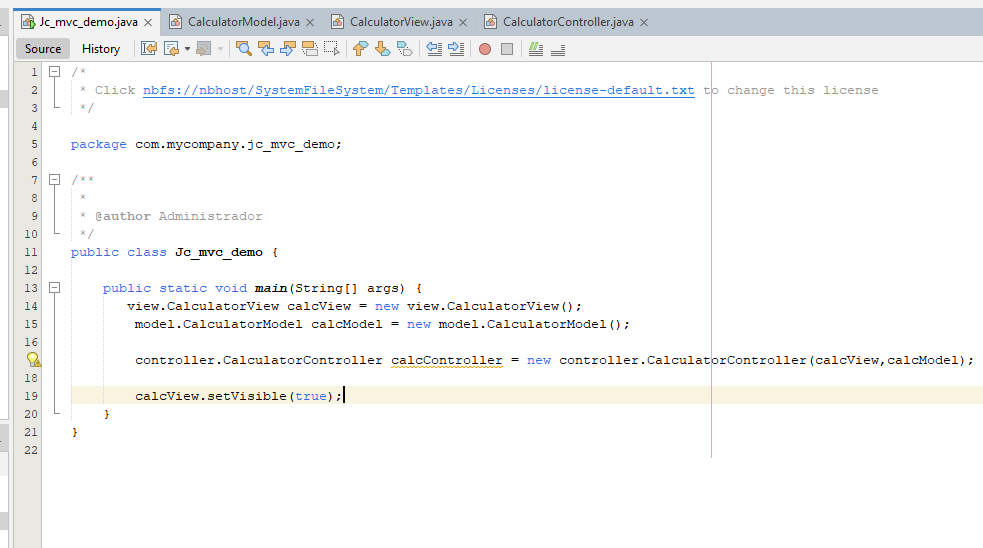 Jc_mvc_demo.java CalculatorModel.java CalculatorView.java CalculatorController.java
Source History
1 /*
2 * Click nbfs://nbhost/SystemFileSystem/Templates/Licenses/license-default.txt to change this license
3 */
4
5 package com.mycompany.jc_mvc_demo;
6
7 /**
8 *
9 * @author Administrador
10 */
11 public class Jc_mvc_demo {
12
13 public static void main(String[] args) {
14 view.CalculatorView calcView = new view.CalculatorView();
15 model.CalculatorModel calcModel = new model.CalculatorModel();
16
controller.CalculatorController calcController = new controller.CalculatorController(calcView,calcModel);
18
19 calcView.setVisible(true);
20 }
21 }
22